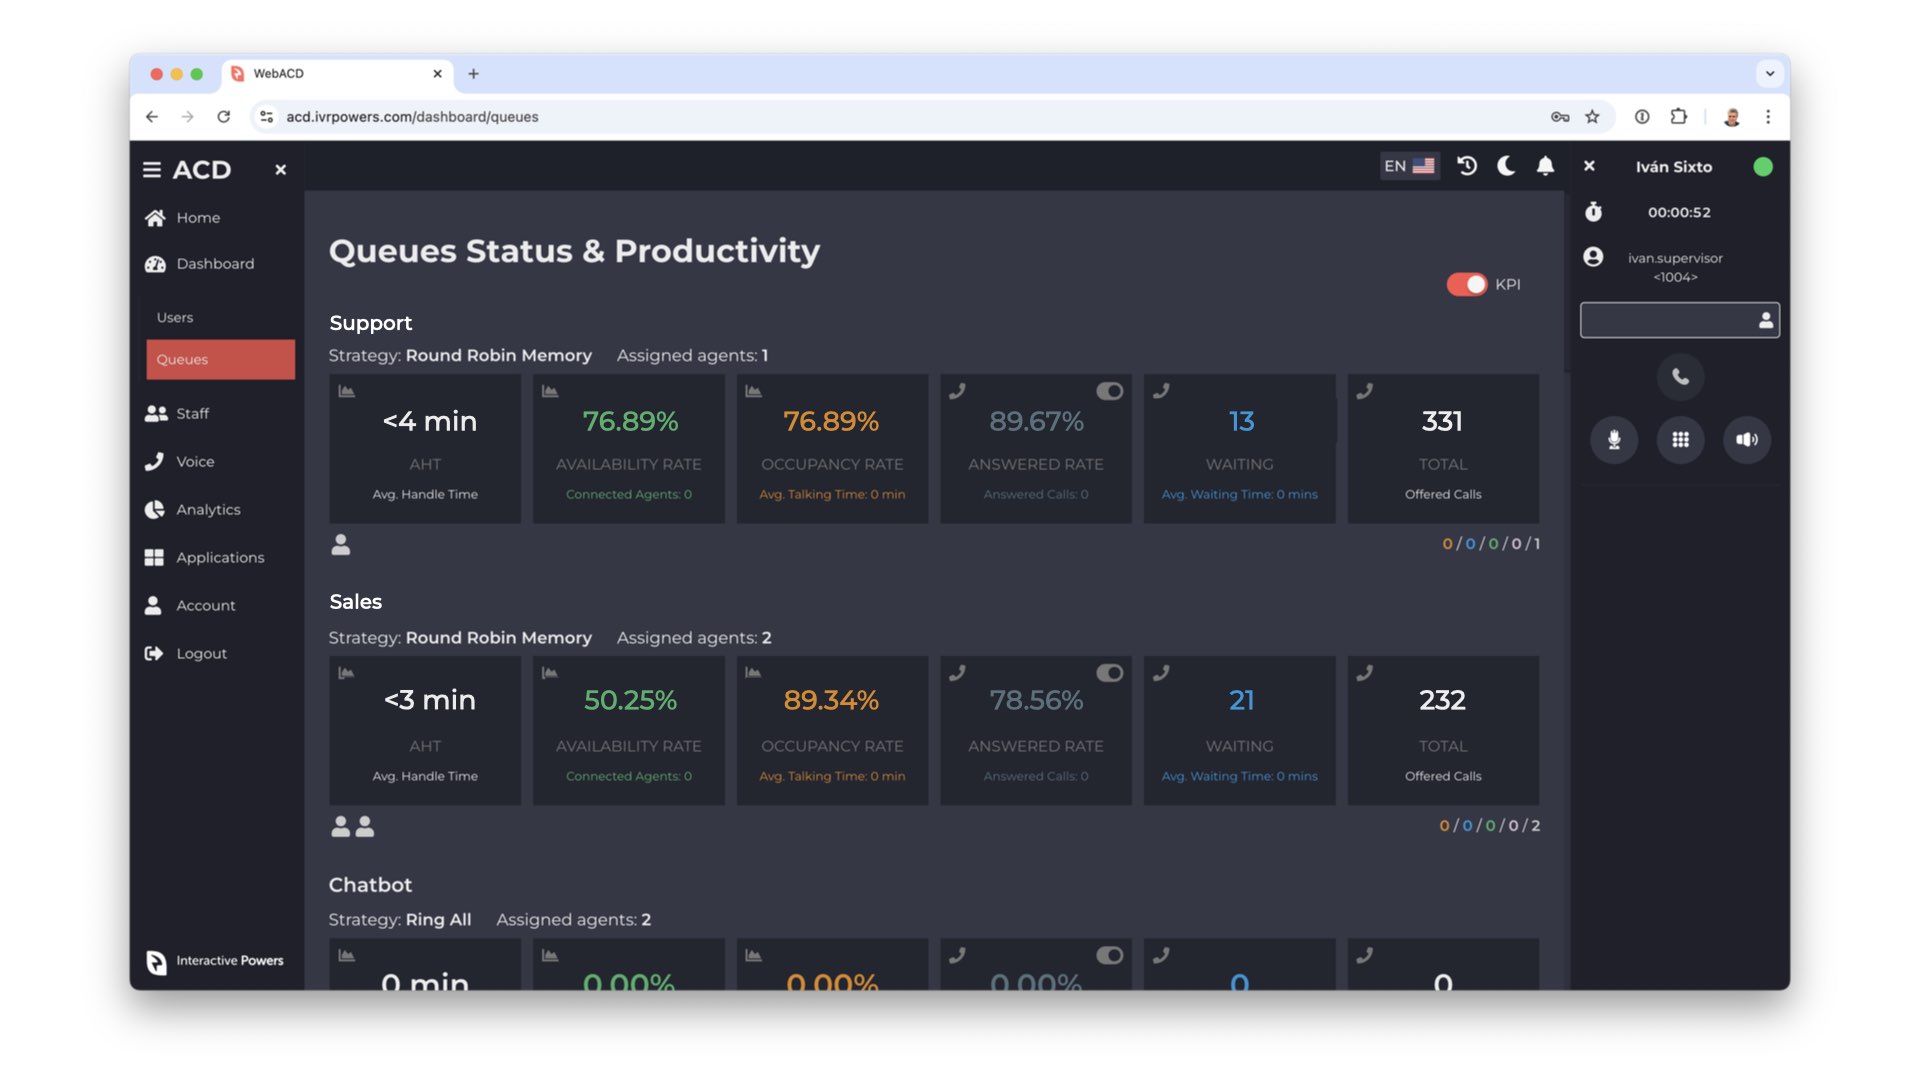 WebACD
acd.ivrpowers.com/dashboard/queues
ACD
EN
Iván Sixto
00:00:52
ivan.supervisor
<1004>
Home
Dashboard
Users
Queues
Staff
Voice
Analytics
Applications
Account
Logout
Interactive Powers
Queues Status & Productivity
KPI
Support
Strategy: Round Robin Memory Assigned agents: 1
<4 min 76.89% 76.89% 89.67% 13 331
AHT AVAILABILITY RATE OCCUPANCY RATE ANSWERED RATE WAITING TOTAL
Avg. Handle Time Connected Agents: 0 Avg. Talking Time: 0 min Answered Calls: 0 Avg. Waiting Time: 0 mins Offered Calls
0/0/0/0/1
Sales
Strategy: Round Robin Memory Assigned agents: 2
<3 min 50.25% 89.34% 78.56% 21 232
AHT AVAILABILITY RATE OCCUPANCY RATE ANSWERED RATE WAITING TOTAL
Avg. Handle Time Connected Agents: 0 Avg. Talking Time: 0 min Answered Calls: 0 Avg. Waiting Time: 0 mins Offered Calls
0/0/0/0/2
Chatbot
Strategy: Ring All Assigned agents: 2
0 min 0.00% 0.00% 0.00% 0 0